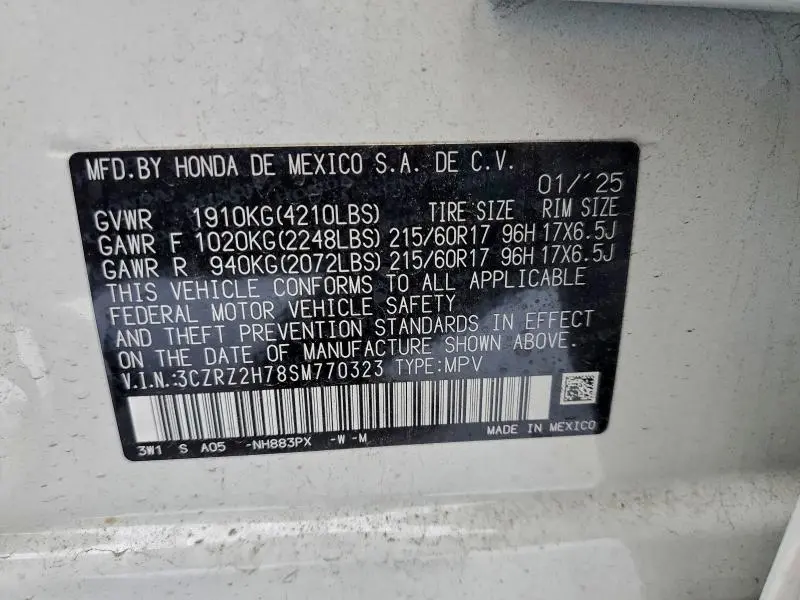 MFD.BY HONDA DE MEXICO S.A. DE C.V.
01/'25
GVWR 1910KG(4210LBS) TIRE SIZE RIM SIZE
GAWR F 1020KG(2248LBS) 215/60R17 96H 17X6.5J
GAWR R 940KG(2072LBS) 215/60R17 96H 17X6.5J
THIS VEHICLE CONFORMS TO ALL APPLICABLE
FEDERAL MOTOR VEHICLE SAFETY
AND THEFT PREVENTION STANDARDS IN EFFECT
ON THE DATE OF MANUFACTURE SHOWN ABOVE.
V.I.N.:3CZRZ2H78SM770323 TYPE:MPV
3W1 S A05 -NH883PX -W -M
MADE IN MEXICO